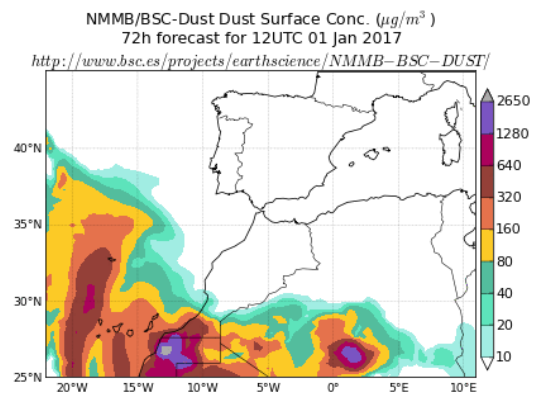 NMMB/BSC-Dust Dust Surface Conc. (μg/m³ )
72h forecast for 12UTC 01 Jan 2017
http://www.bsc.es/projects/earthscience/NMMB−BSC−DUST/
2650
1280
640
320
160
80
40
20
10
40°N
35°N
30°N
25°N
20°W
15°W
10°W
5°W
0°
5°E
10°E